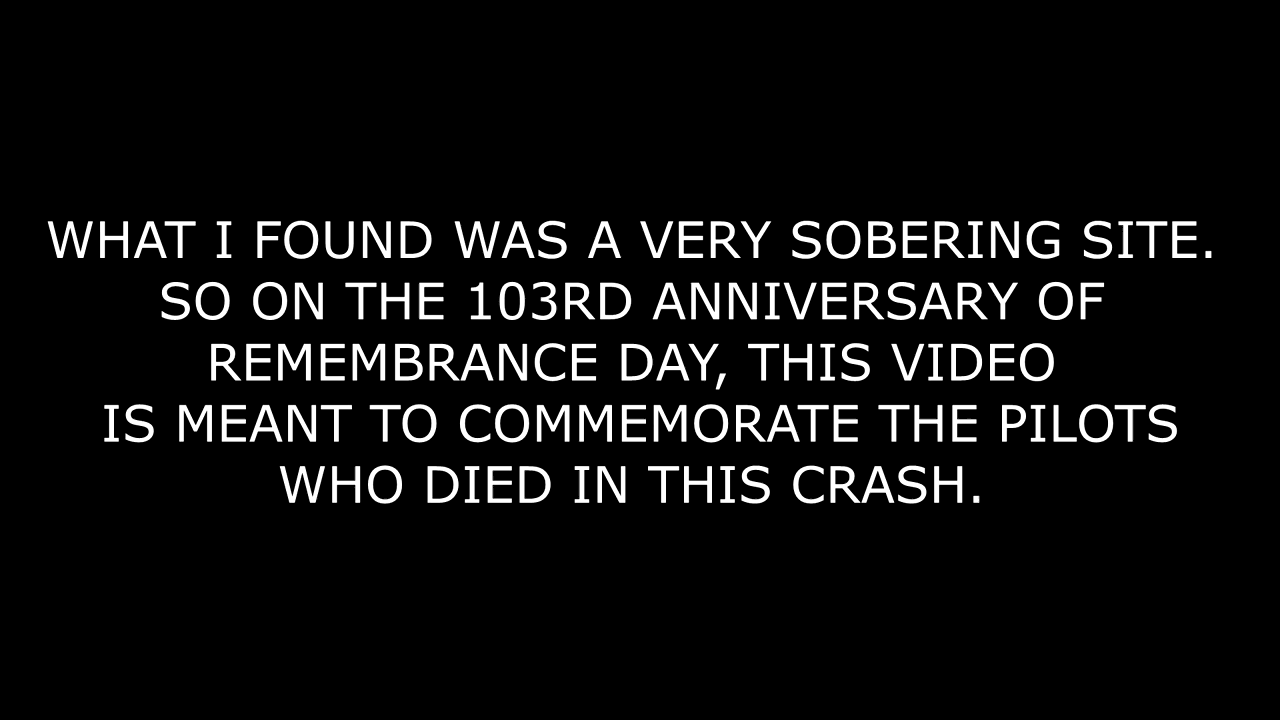 WHAT I FOUND WAS A VERY SOBERING SITE.
SO ON THE 103RD ANNIVERSARY OF
REMEMBRANCE DAY, THIS VIDEO
IS MEANT TO COMMEMORATE THE PILOTS
WHO DIED IN THIS CRASH.